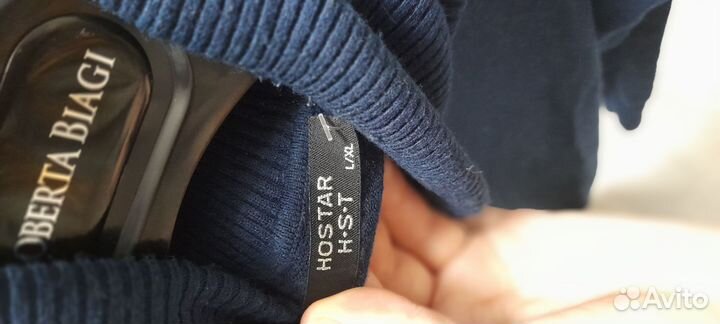 OBERTA BIAGI
HOSTAR
H·S·T
L/XL
Avito